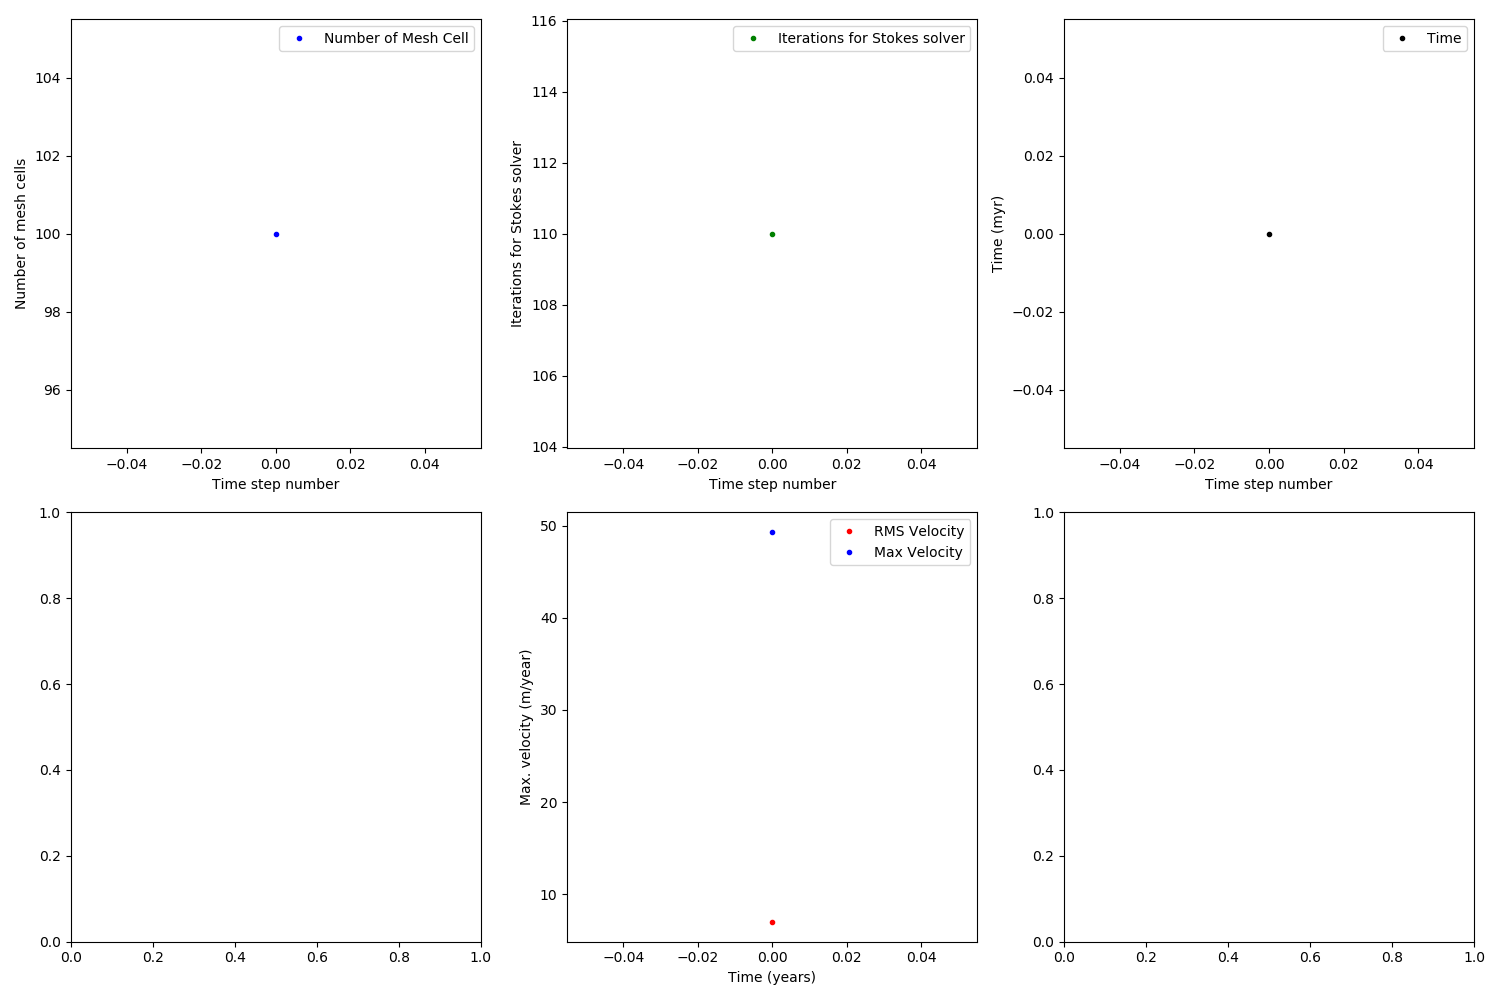 Number of Mesh Cell
104
102
100
98
96
Number of mesh cells
−0.04 −0.02 0.00 0.02 0.04
Time step number
Iterations for Stokes solver
116
114
112
110
108
106
104
Iterations for Stokes solver
−0.04 −0.02 0.00 0.02 0.04
Time step number
Time
0.04
0.02
0.00
−0.02
−0.04
Time (myr)
−0.04 −0.02 0.00 0.02 0.04
Time step number
1.0
0.8
0.6
0.4
0.2
0.0
0.0 0.2 0.4 0.6 0.8 1.0
RMS Velocity
Max Velocity
50
40
30
20
10
Max. velocity (m/year)
−0.04 −0.02 0.00 0.02 0.04
Time (years)
1.0
0.8
0.6
0.4
0.2
0.0
0.0 0.2 0.4 0.6 0.8 1.0